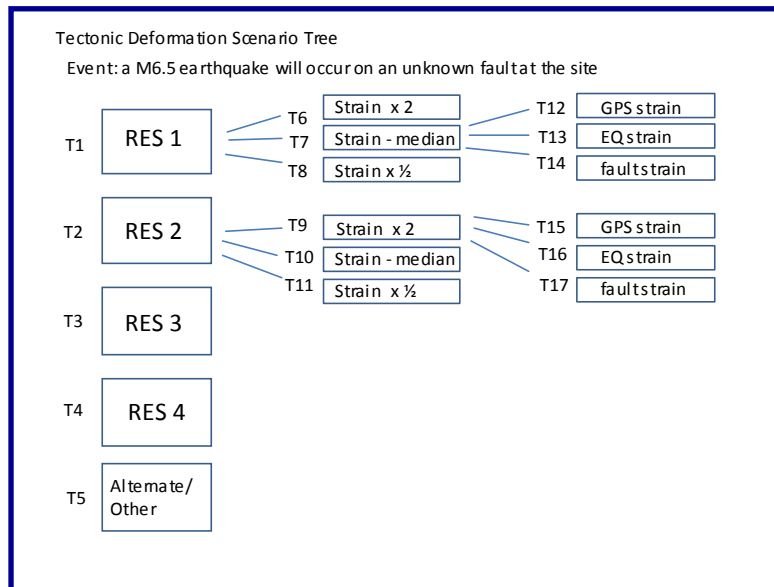 Tectonic Deformation Scenario Tree
Event: a M6.5 earthquake will occur on an unknown fault at the site
T1
RES 1
T6
Strain x 2
T7
Strain - median
T8
Strain x ½
T12
GPS strain
T13
EQ strain
T14
fault strain
T2
RES 2
T9
Strain x 2
T10
Strain - median
T11
Strain x ½
T15
GPS strain
T16
EQ strain
T17
fault strain
T3
RES 3
T4
RES 4
T5
Alternate/
Other